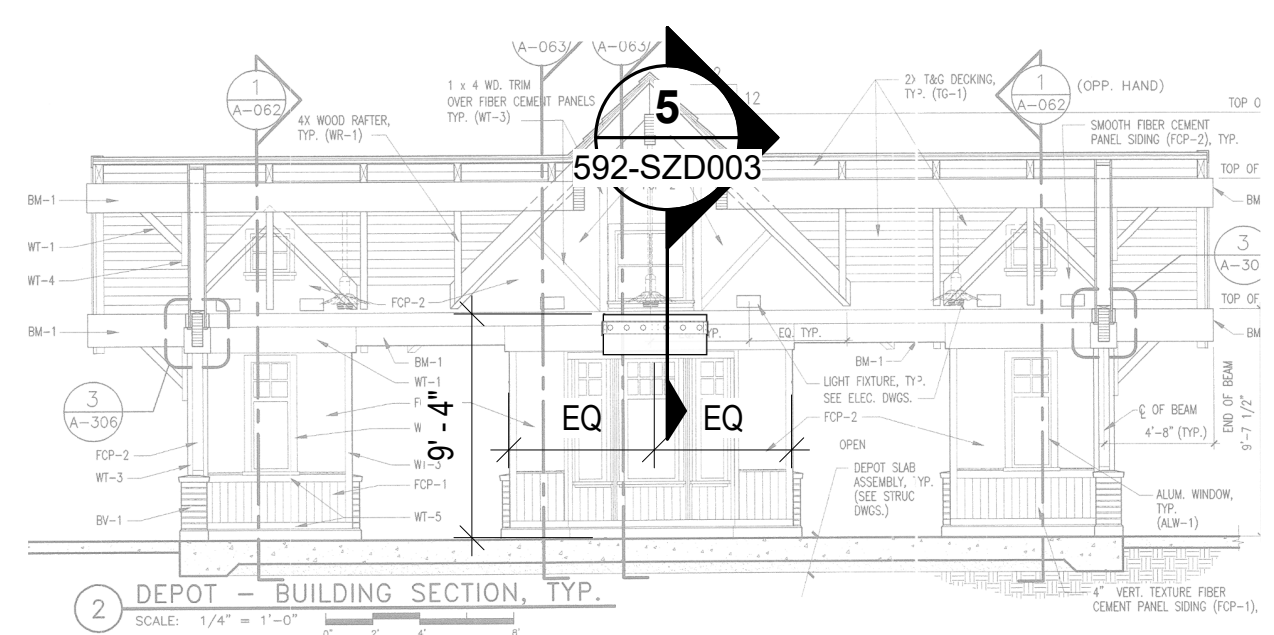 A-063
A-063
1
A-062
1 x 4 WD. TRIM
OVER FIBER CEMENT PANELS
TYP. (WT-3)
4X WOOD RAFTER,
TYP. (WR-1)
5
592-SZD003
12
T&G DECKING,
(TG-1)
1
A-062
(OPP. HAND)
TOP O
SMOOTH FIBER CEMENT
PANEL SIDING (FCP-2), TYP.
TOP OF
BM-1
BM
WT-1
WT-4
3
A-30
FCP-2
TOP OF
BM-1
BM
EQ. TYP.
BM-1
WT-1
BM-1
LIGHT FIXTURE,
SEE ELEC. DWGS.
3
A-306
9' - 4"
EQ
EQ
FCP-2
OPEN
℄ OF BEAM
4'-8" (TYP.)
END OF BEAM
9'-7 1/2"
FCP-2
WT-3
WT-3
FCP-1
BV-1
WT-5
DEPOT SLAB
ASSEMBLY,
(SEE STRUC
DWGS.)
ALUM. WINDOW,
TYP.
(ALW-1)
2
DEPOT - BUILDING SECTION, TYP.
SCALE: 1/4" = 1'-0"
0" 2' 4' 8'
4" VERT. TEXTURE FIBER
CEMENT PANEL SIDING (FCP-1),